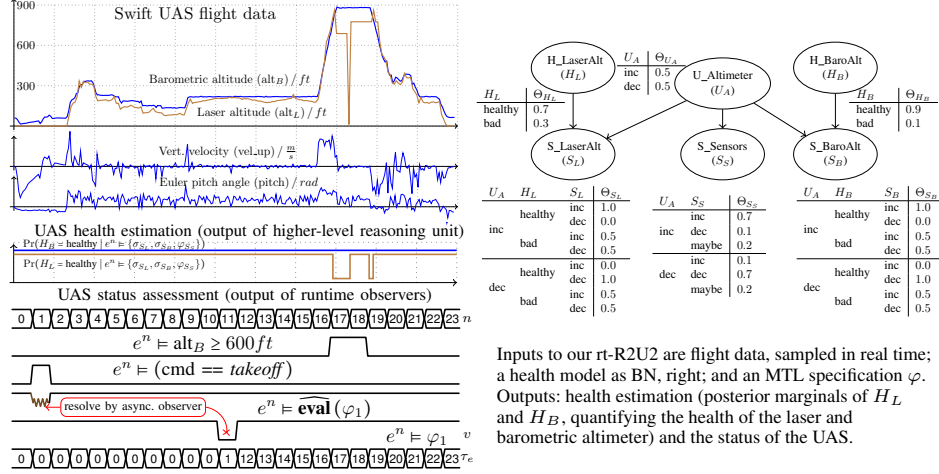 Swift UAS flight data
900
600
300
Barometric altitude (alt_B) / ft
Laser altitude (alt_L) / ft
Vert. velocity (vel_up) / m/s
Euler pitch angle (pitch) / rad
UAS health estimation (output of higher-level reasoning unit)
Pr(H_B = healthy | e^n ⊨ {σ_{S_L}, σ_{S_B}, φ_{S_S}})
Pr(H_L = healthy | e^n ⊨ {σ_{S_L}, σ_{S_B}, φ_{S_S}})
UAS status assessment (output of runtime observers)
0 1 2 3 4 5 6 7 8 9 10 11 12 13 14 15 16 17 18 19 20 21 22 23 n
e^n ⊨ alt_B ≥ 600 ft
e^n ⊨ (cmd == takeoff)
resolve by async. observer
e^n ⊨ \widehat{eval}(φ_1)
e^n ⊨ φ_1 v
0 0 2 3 4 5 6 7 8 9 10 1 12 13 14 15 16 17 18 19 20 21 22 23 τ_e
H_LaserAlt
(H_L)
U_Altimeter
(U_A)
H_BaroAlt
(H_B)
U_A Θ_{U_A}
inc 0.5
dec 0.5
H_L Θ_{H_L}
healthy 0.7
bad 0.3
H_B Θ_{H_B}
healthy 0.9
bad 0.1
S_LaserAlt
(S_L)
S_Sensors
(S_S)
S_BaroAlt
(S_B)
U_A H_L S_L Θ_{S_L}
inc healthy inc 1.0
dec 0.0
bad inc 0.5
dec 0.5
dec healthy inc 0.0
dec 1.0
bad inc 0.5
dec 0.5
U_A S_S Θ_{S_S}
inc inc 0.7
dec 0.1
maybe 0.2
dec inc 0.1
dec 0.7
maybe 0.2
U_A H_B S_B Θ_{S_B}
inc healthy inc 1.0
dec 0.0
bad inc 0.5
dec 0.5
dec healthy inc 0.0
dec 1.0
bad inc 0.5
dec 0.5
Inputs to our rt-R2U2 are flight data, sampled in real time;
a health model as BN, right; and an MTL specification φ.
Outputs: health estimation (posterior marginals of H_L
and H_B, quantifying the health of the laser and
barometric altimeter) and the status of the UAS.